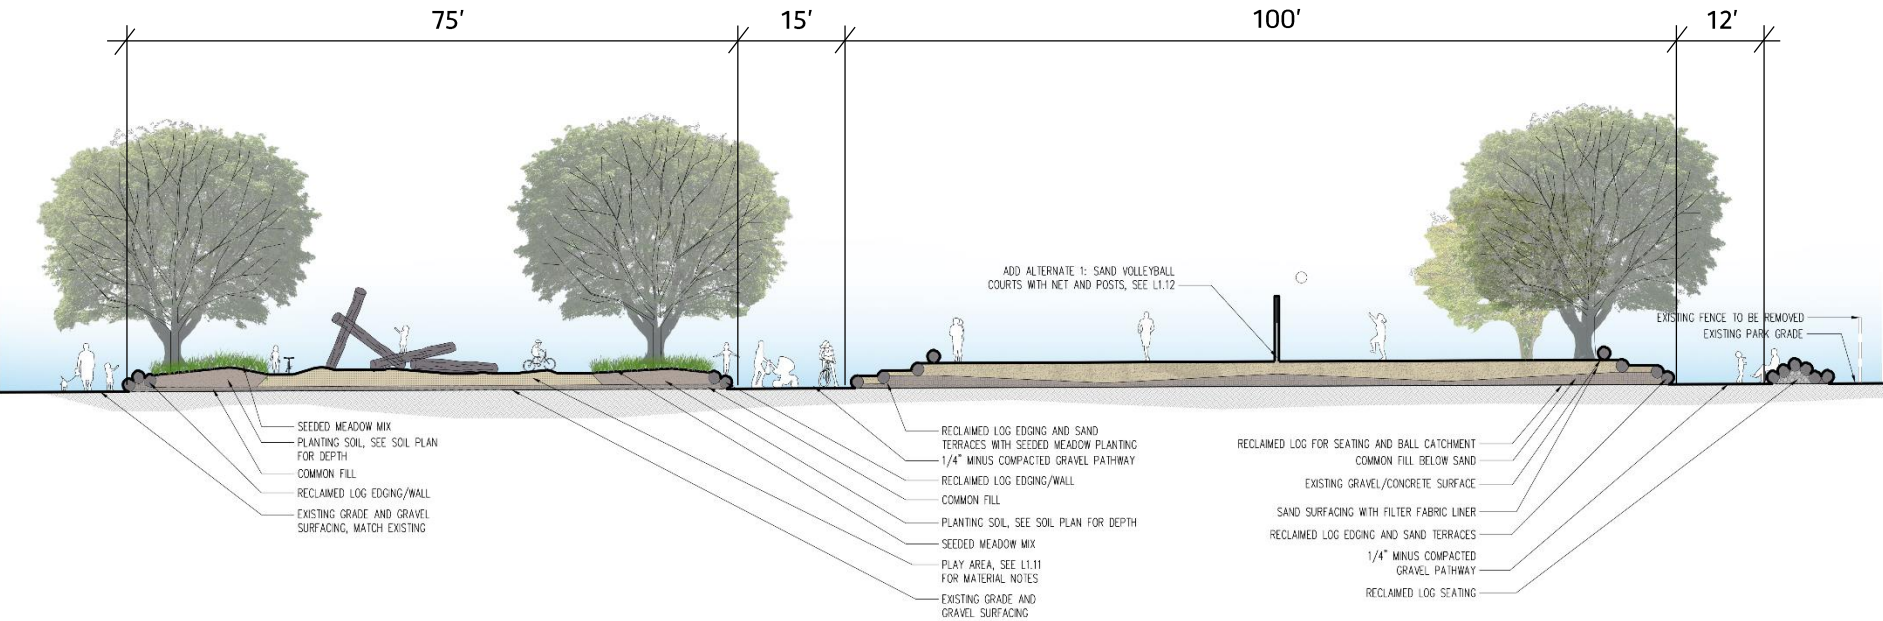 75'
15'
100'
12'
ADD ALTERNATE 1: SAND VOLLEYBALL
COURTS WITH NET AND POSTS, SEE L1.12
EXISTING FENCE TO BE REMOVED
EXISTING PARK GRADE
SEEDED MEADOW MIX
PLANTING SOIL, SEE SOIL PLAN
FOR DEPTH
COMMON FILL
RECLAIMED LOG EDGING/WALL
EXISTING GRADE AND GRAVEL
SURFACING, MATCH EXISTING
RECLAIMED LOG EDGING AND SAND
TERRACES WITH SEEDED MEADOW PLANTING
1/4" MINUS COMPACTED GRAVEL PATHWAY
RECLAIMED LOG EDGING/WALL
COMMON FILL
PLANTING SOIL, SEE SOIL PLAN FOR DEPTH
SEEDED MEADOW MIX
PLAY AREA, SEE L1.11
FOR MATERIAL NOTES
EXISTING GRADE AND
GRAVEL SURFACING
RECLAIMED LOG FOR SEATING AND BALL CATCHMENT
COMMON FILL BELOW SAND
EXISTING GRAVEL/CONCRETE SURFACE
SAND SURFACING WITH FILTER FABRIC LINER
RECLAIMED LOG EDGING AND SAND TERRACES
1/4" MINUS COMPACTED
GRAVEL PATHWAY
RECLAIMED LOG SEATING